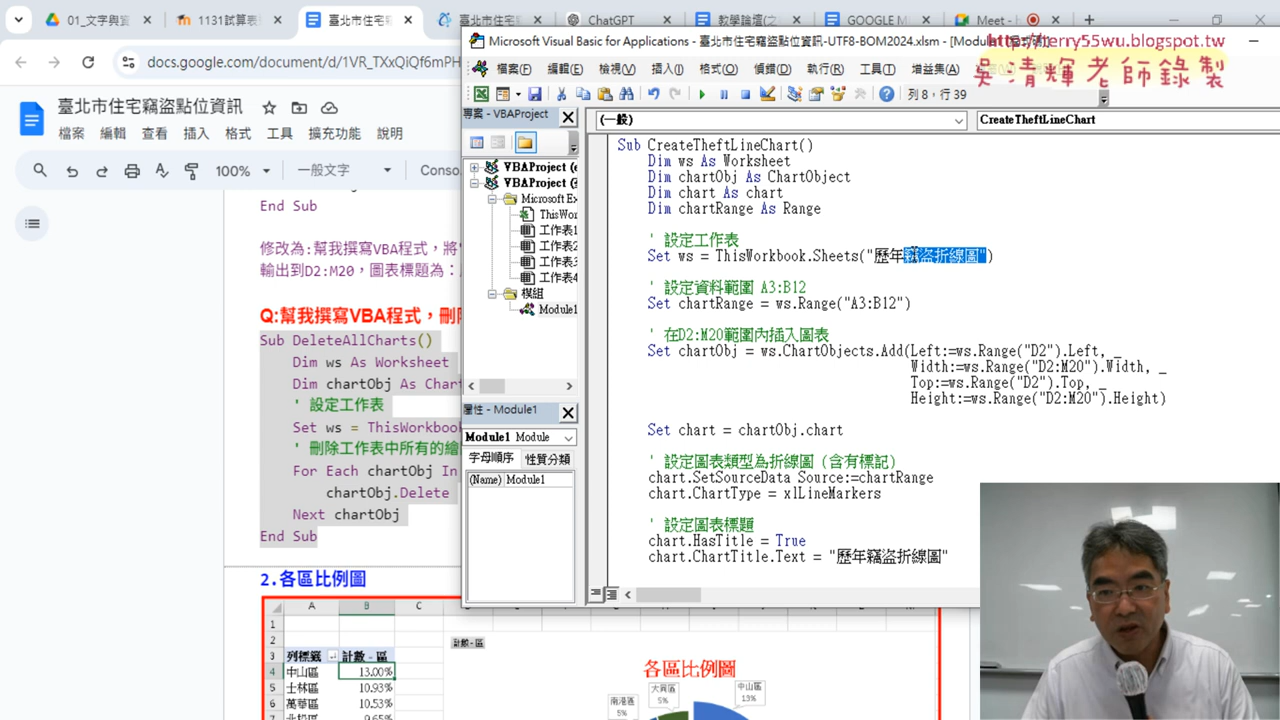 01_文字與資
1131試算表
臺北市住宅
臺北市住宅竊
ChatGPT
教學論壇(之
GOOGLE M
Meet -
docs.google.com/document/d/1VR_TXxQiQf6mPH
臺北市住宅竊盜點位資訊
檔案 編輯 查看 插入 格式 工具 擴充功能 說明
100% 一般文字 Conso
End Sub
修改為:幫我撰寫VBA程式，將"
輸出到D2:M20，圖表標題為：
Q:幫我撰寫VBA程式，刪
Sub DeleteAllCharts()
Dim ws As Worksheet
Dim chartObj As Chart
' 設定工作表
Set ws = ThisWorkbook
' 刪除工作表中所有的繪
For Each chartObj In
chartObj.Delete
Next chartObj
End Sub
2.各區比例圖
A B C
1
2
3 列標籤 計數 - 區
4 中山區 13.00%
5 士林區 10.93%
6 萬華區 10.53%
計數 - 區
各區比例圖
大同區
5%
中山區
13%
南港區
5%
Microsoft Visual Basic for Applications - 臺北市住宅竊盜點位資訊-UTF8-BOM2024.xlsm - [Modu
http://terry55wu.blogspot.tw
吳清輝老師錄製
檔案(F) 編輯(E) 檢視(V) 插入(I) 格式(O) 偵錯(D) 執行(R) 工具(T) 增益集(A)
列 8，行 39
專案 - VBAProject
VBAProject (
VBAProject (
Microsoft Ex
ThisWor
工作表1
工作表2
工作表3
工作表4
模組
Module1
屬性 - Module1
Module1 Module
字母順序 性質分類
(Name) Module1
(一般) CreateTheftLineChart
Sub CreateTheftLineChart()
Dim ws As Worksheet
Dim chartObj As ChartObject
Dim chart As chart
Dim chartRange As Range
' 設定工作表
Set ws = ThisWorkbook.Sheets("歷年竊盜折線圖")
' 設定資料範圍 A3:B12
Set chartRange = ws.Range("A3:B12")
' 在D2:M20範圍內插入圖表
Set chartObj = ws.ChartObjects.Add(Left:=ws.Range("D2").Left, _
Width:=ws.Range("D2:M20").Width, _
Top:=ws.Range("D2").Top, _
Height:=ws.Range("D2:M20").Height)
Set chart = chartObj.chart
' 設定圖表類型為折線圖（含有標記）
chart.SetSourceData Source:=chartRange
chart.ChartType = xlLineMarkers
' 設定圖表標題
chart.HasTitle = True
chart.ChartTitle.Text = "歷年竊盜折線圖"